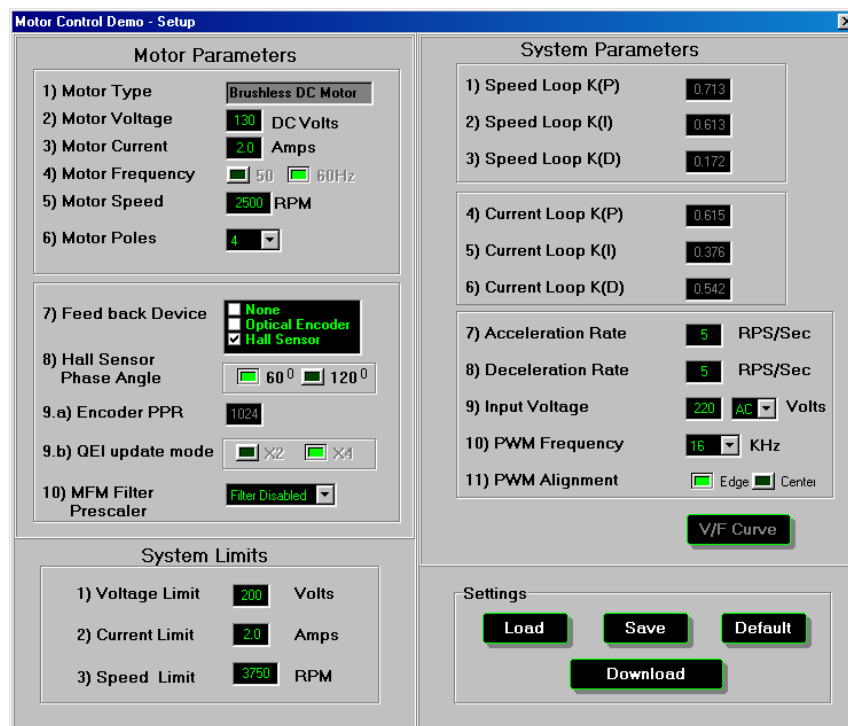 Motor Control Demo - Setup
Motor Parameters
1) Motor Type Brushless DC Motor
2) Motor Voltage 130 DC Volts
3) Motor Current 2.0 Amps
4) Motor Frequency 50 60Hz
5) Motor Speed 2500 RPM
6) Motor Poles 4
7) Feed back Device
None
Optical Encoder
Hall Sensor
8) Hall Sensor
Phase Angle 60⁰ 120⁰
9.a) Encoder PPR 1024
9.b) QEI update mode X2 X4
10) MFM Filter
Prescaler Filter Disabled
System Limits
1) Voltage Limit 200 Volts
2) Current Limit 2.0 Amps
3) Speed Limit 3750 RPM
System Parameters
1) Speed Loop K(P) 0.713
2) Speed Loop K(I) 0.613
3) Speed Loop K(D) 0.172
4) Current Loop K(P) 0.615
5) Current Loop K(I) 0.376
6) Current Loop K(D) 0.542
7) Acceleration Rate 5 RPS/Sec
8) Deceleration Rate 5 RPS/Sec
9) Input Voltage 220 AC Volts
10) PWM Frequency 16 KHz
11) PWM Alignment Edge Center
V/F Curve
Settings
Load Save Default
Download